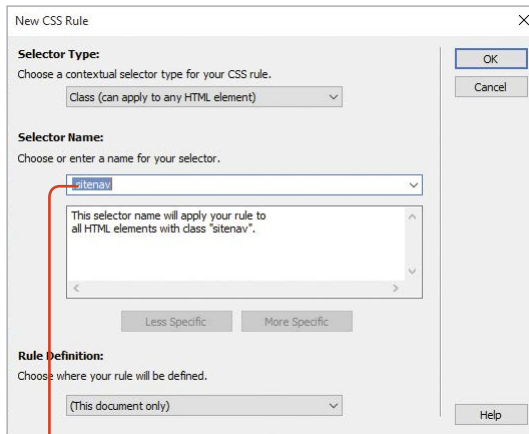 New CSS Rule
Selector Type:
OK
Choose a contextual selector type for your CSS rule.
Cancel
Class (can apply to any HTML element)
Selector Name:
Choose or enter a name for your selector.
sitenav
This selector name will apply your rule to
all HTML elements with class "sitenav".
Less Specific More Specific
Rule Definition:
Choose where your rule will be defined.
(This document only)
Help